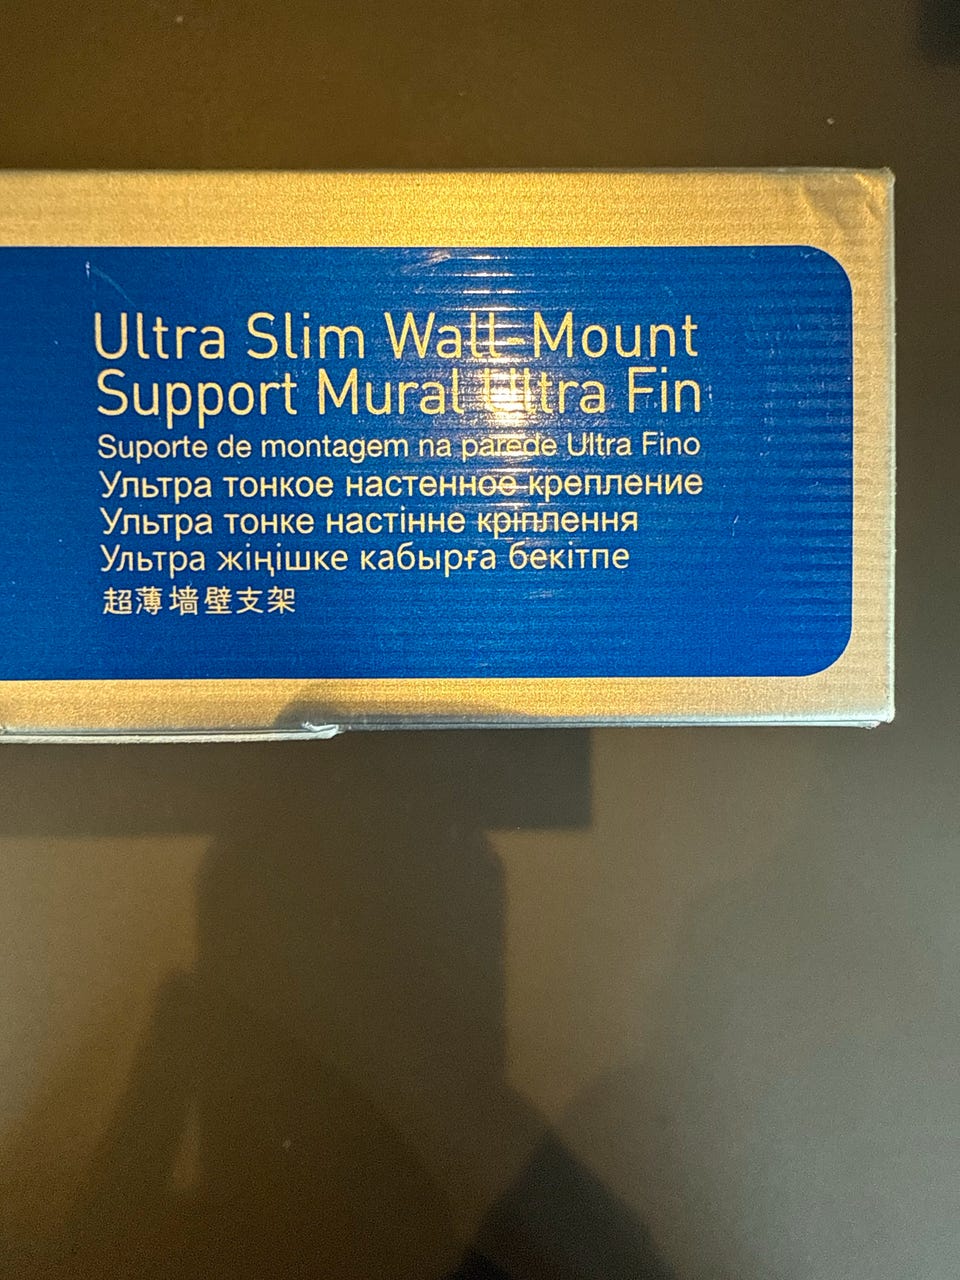 Ultra Slim Wall-Mount
Support Mural Ultra Fin
Suporte de montagem na parede Ultra Fino
Ультра тонкое настенное крепление
Ультра тонке настінне кріплення
Ультра жіңішке кабырға бекітпе
超薄墙壁支架